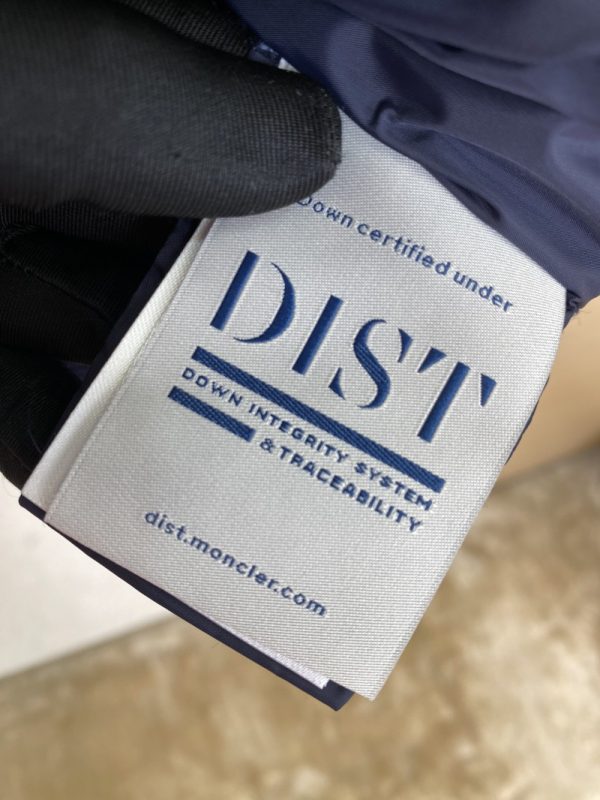 Down certified under
DIST
DOWN INTEGRITY SYSTEM
& TRACEABILITY
dist.moncler.com